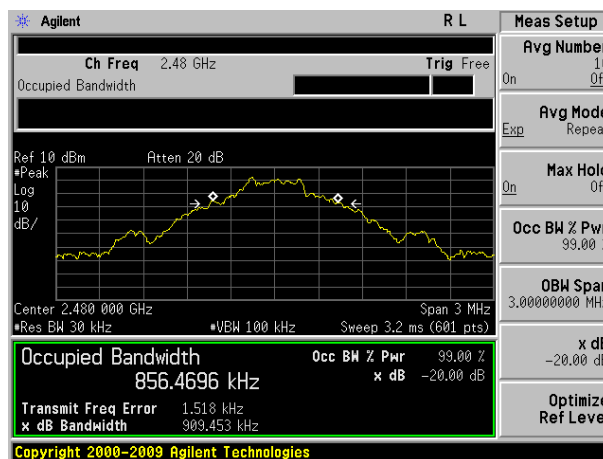 Agilent R L
Meas Setup
Ch Freq 2.48 GHz Trig Free
Occupied Bandwidth
Ref 10 dBm Atten 20 dB
#Peak
Log
10
dB/
Center 2.480 000 GHz Span 3 MHz
#Res BW 30 kHz #VBW 100 kHz Sweep 3.2 ms (601 pts)
Occupied Bandwidth
856.4696 kHz
Occ BW % Pwr 99.00 %
x dB -20.00 dB
Transmit Freq Error 1.518 kHz
x dB Bandwidth 909.453 kHz
Copyright 2000-2009 Agilent Technologies
Avg Number
On
Avg Mode
Exp
Max Hold
On
Occ BW % Pwr
99.00 %
OBW Span
3.00000000 MHz
x dB
-20.00 dB
Optimize
Ref Level